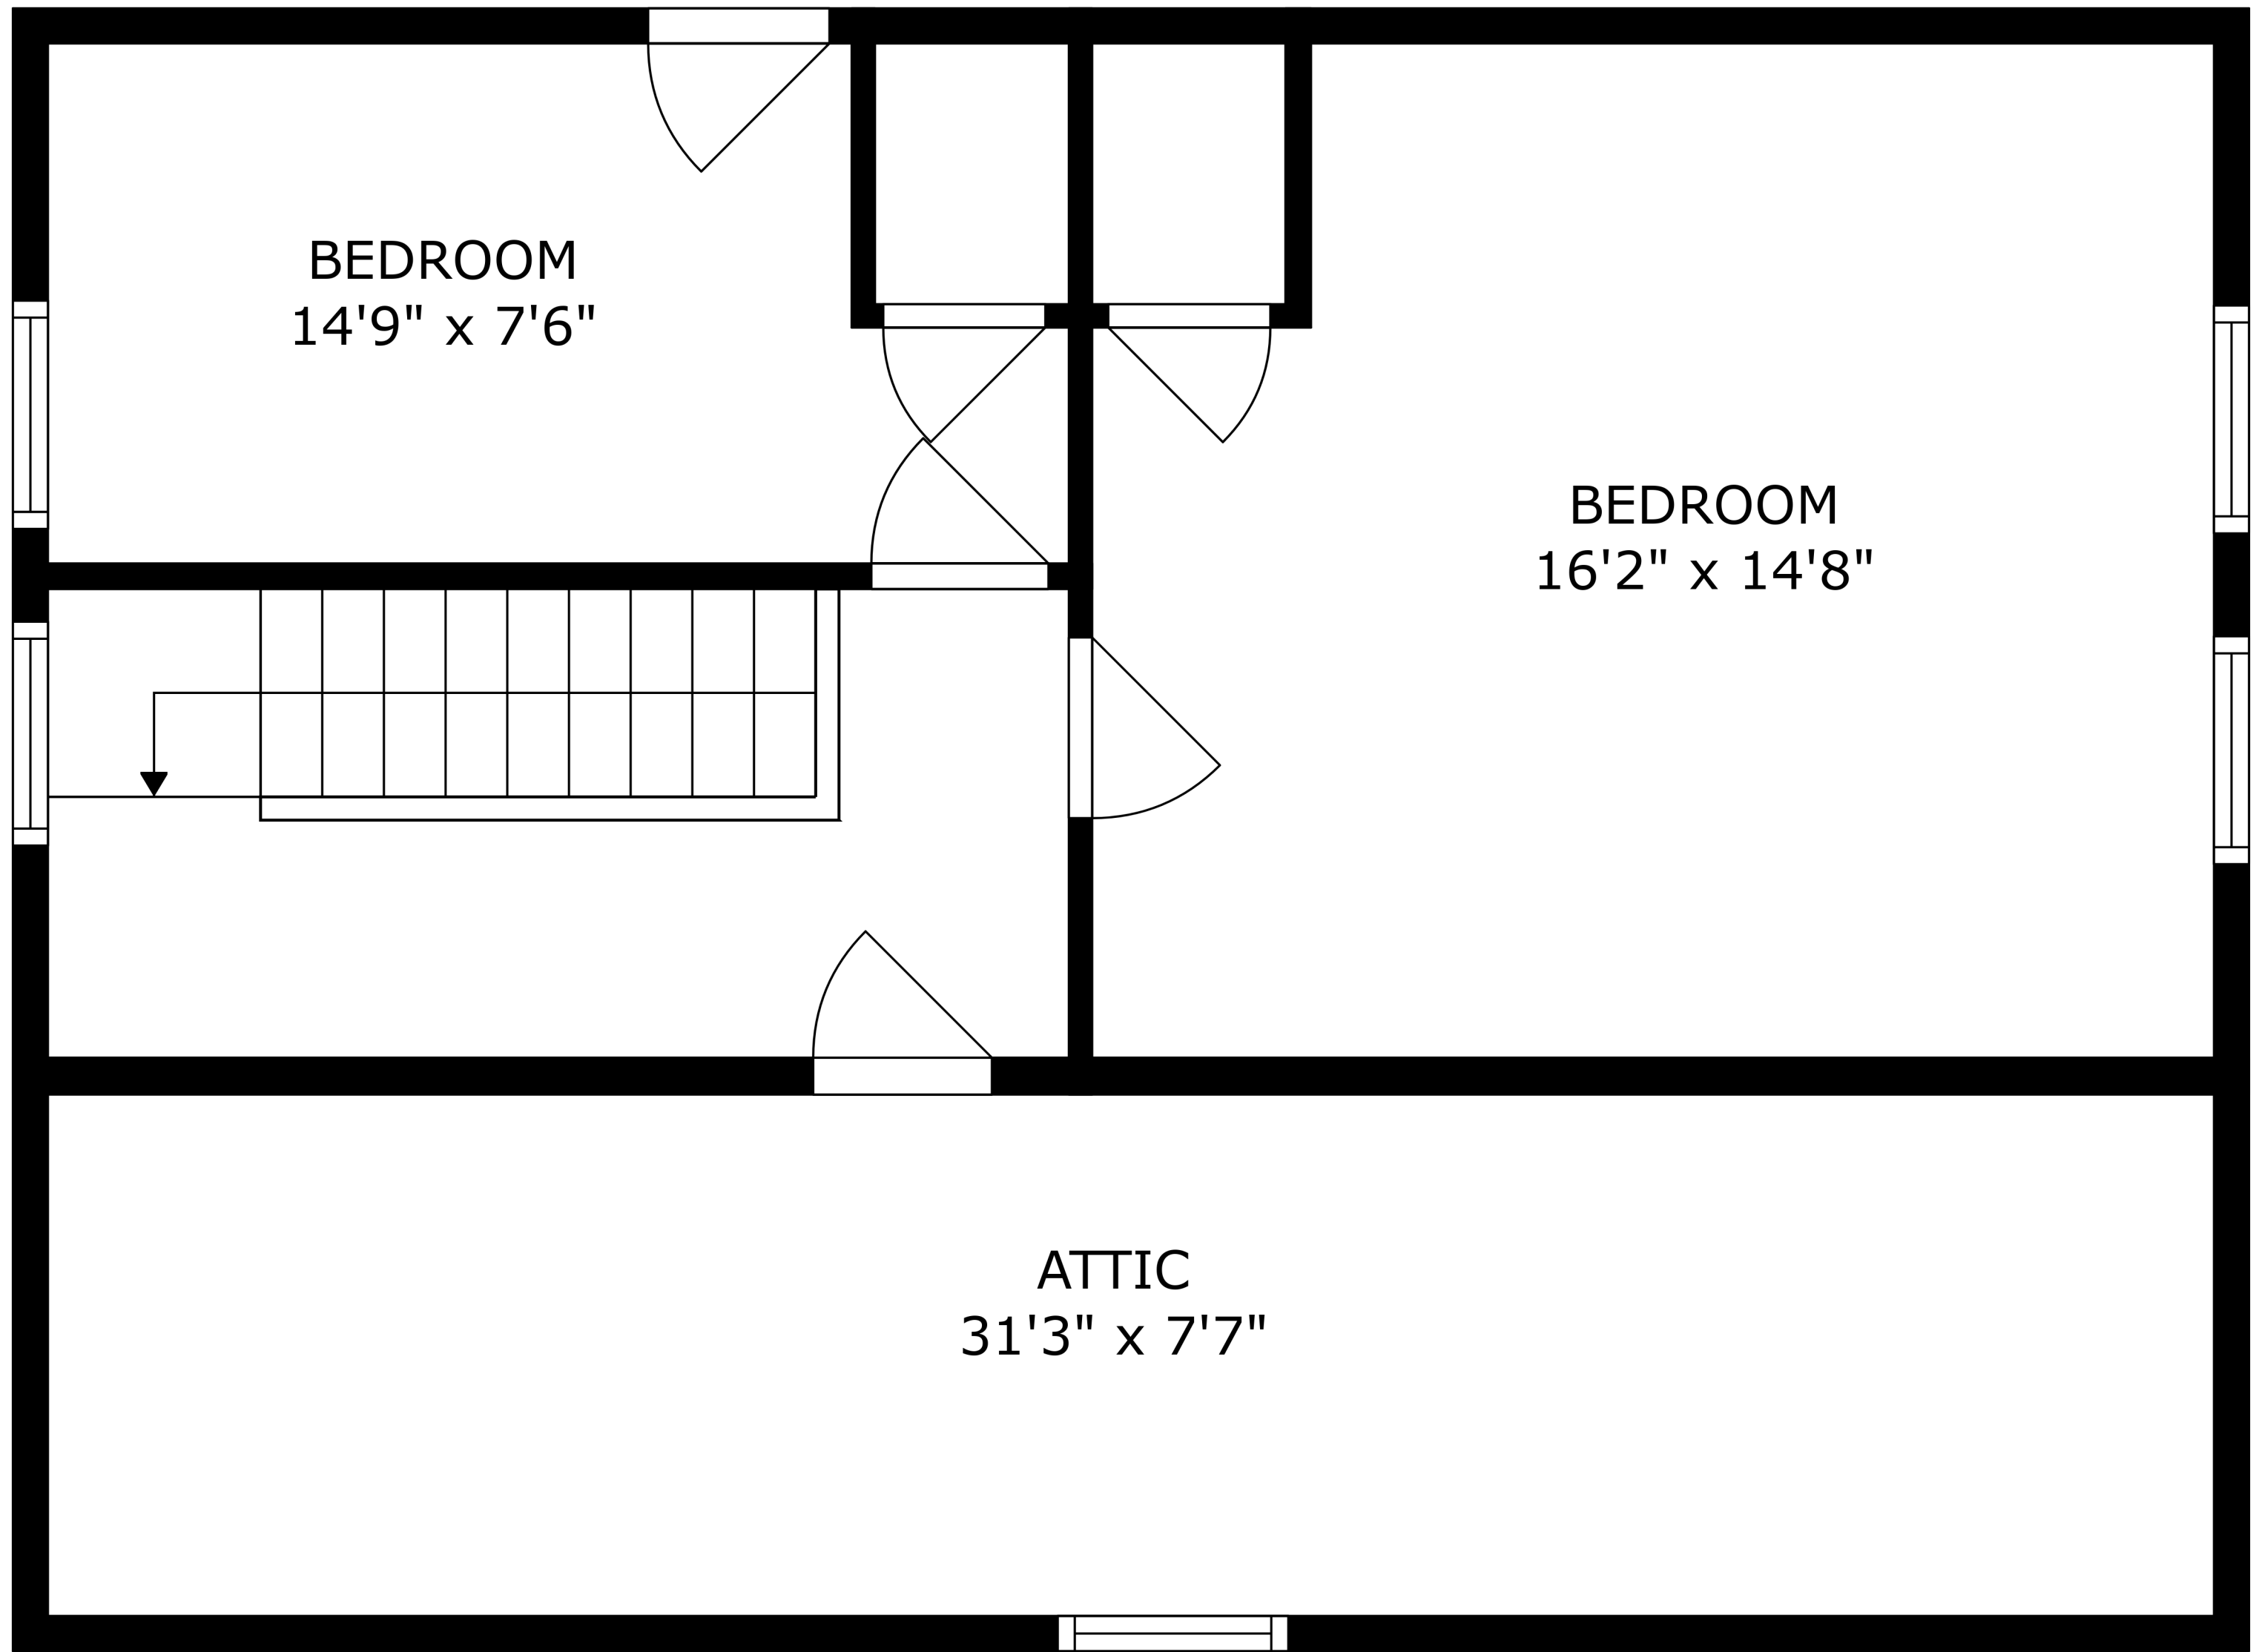 BEDROOM
14'9" x 7'6"
BEDROOM
16'2" x 14'8"
ATTIC
31'3" x 7'7"